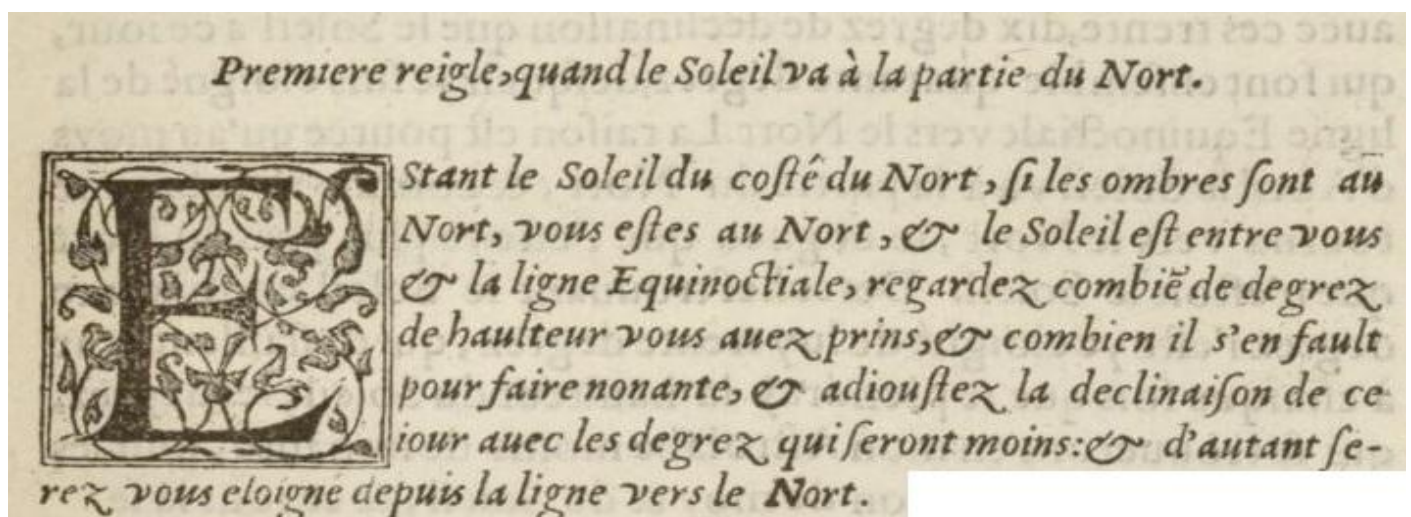 Premiere reigle, quand le Soleil va à la partie du Nort.
EStant le Soleil du coſté du Nort, ſi les ombres ſont au
Nort, vous eſtes au Nort, & le Soleil eſt entre vous
& la ligne Equinoctiale, regardez combiē de degrez
de haulteur vous auez prins, & combien il s'en fault
pour faire nonante, & adiouſtez la declinaiſon de ce
iour auec les degrez qui ſeront moins: & d'autant ſe-
rez vous eloigné depuis la ligne vers le Nort.